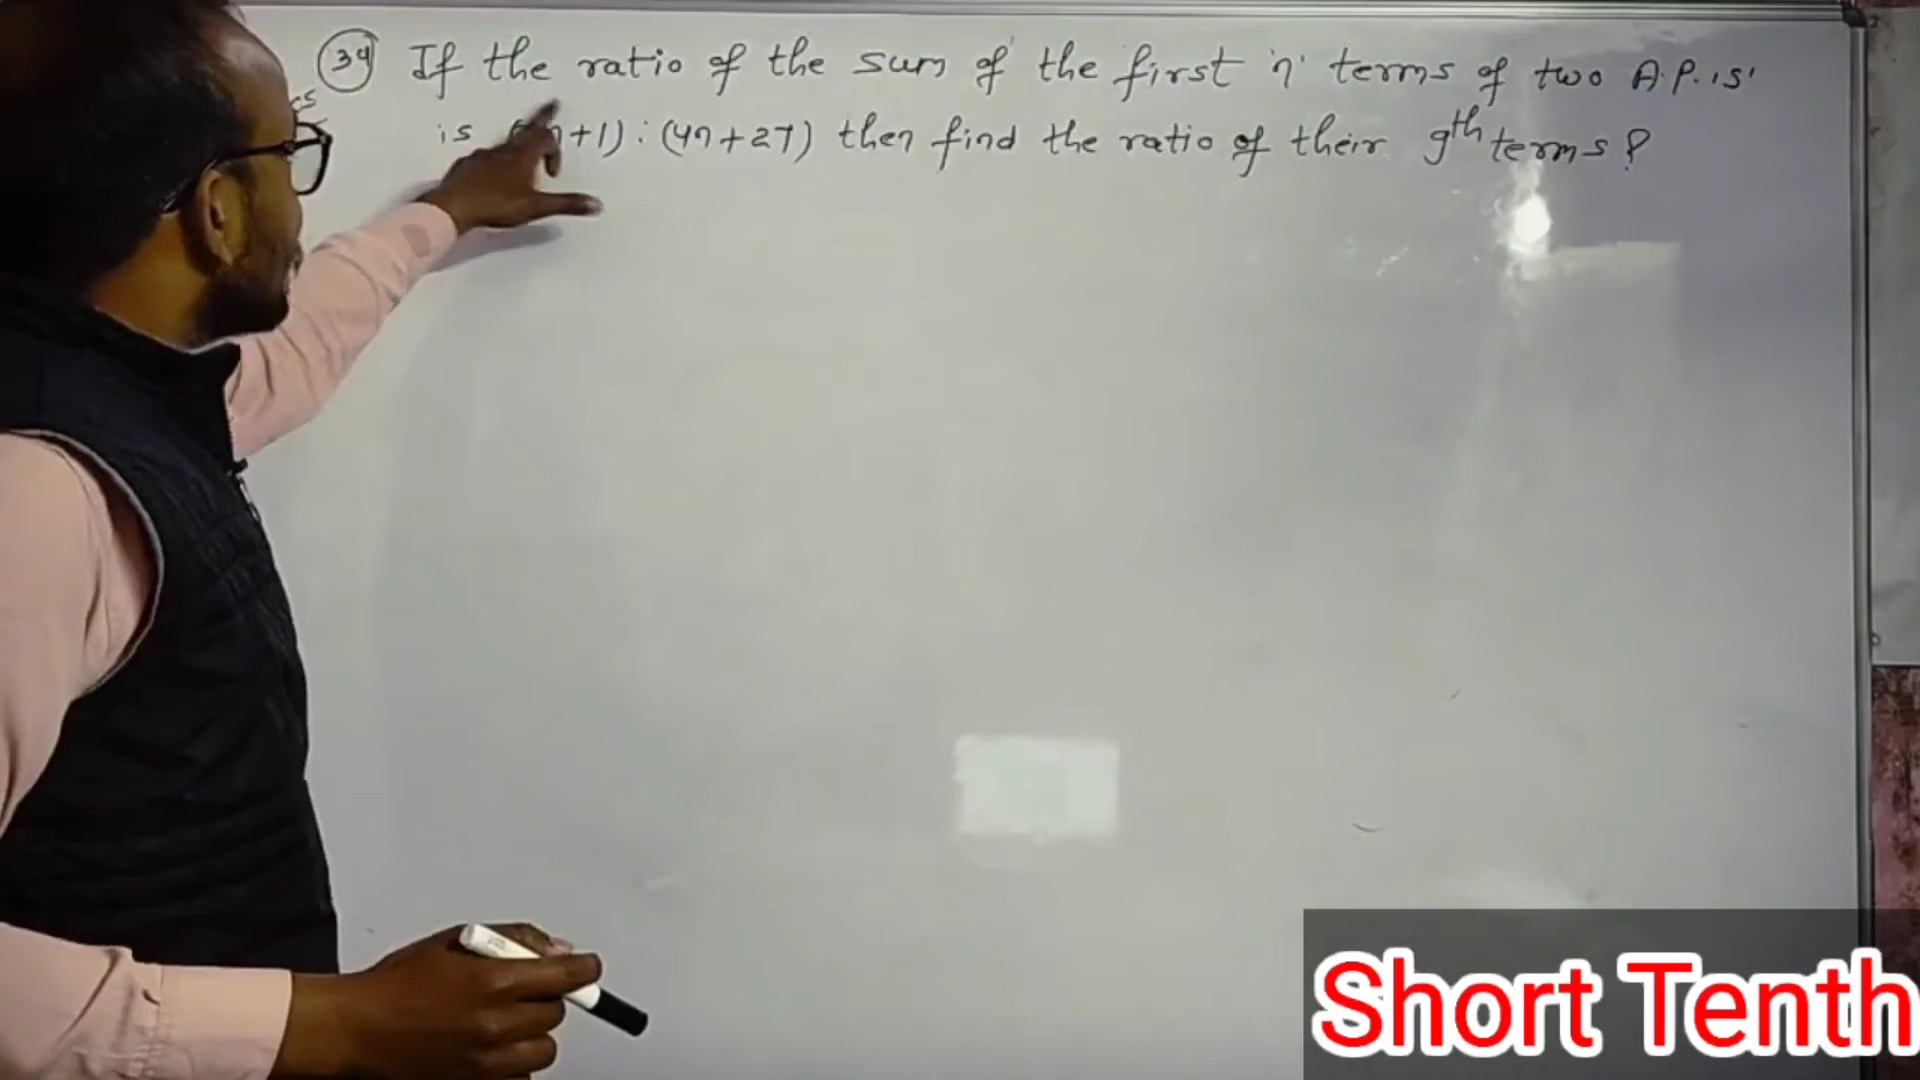 34 If the ratio of the sum of the first 'n' terms of two A.P. is'
is n+1) : (4n+27) then find the ratio of their 9th terms?
Short Tenth